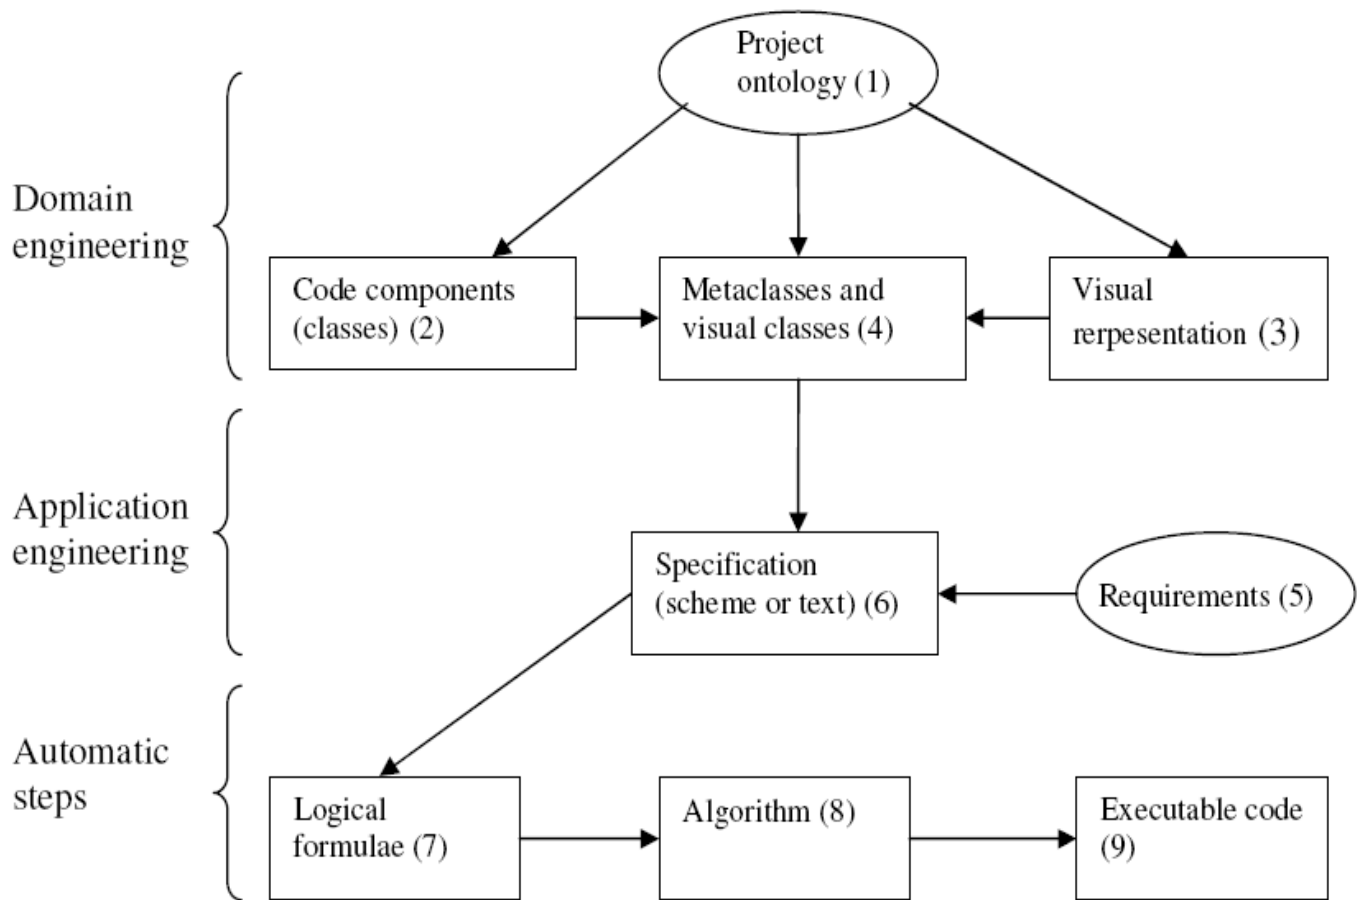 Project
ontology (1)
Domain
engineering
Code components
(classes) (2)
Metaclasses and
visual classes (4)
Visual
rerpesentation (3)
Application
engineering
Specification
(scheme or text) (6)
Requirements (5)
Automatic
steps
Logical
formulae (7)
Algorithm (8)
Executable code
(9)